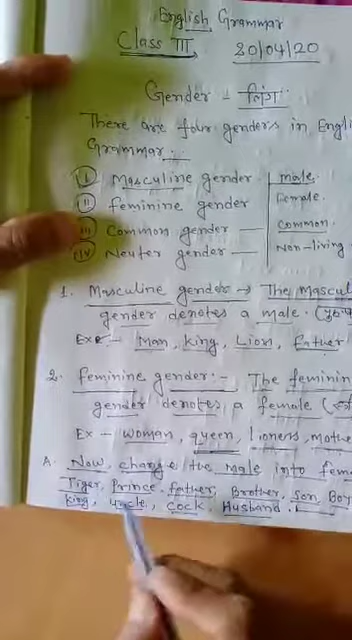 English Grammar
Class III 20/04/20
Gender = लिंग
There are four genders in Engli
Grammar.
(i) Masculine gender male.
(ii) Feminine gender Female.
(iii) Common gender — Common
(iv) Neuter gender — Non-living
1. Masculine gender → The Mascul
gender denotes a male. (पुरु
Ex - Man, King, Lion, Father
2. Feminine gender:- The feminin
gender denotes a female (स्त
Ex - woman, queen, lioness, moth
A. Now change the male into fem
Tiger, Prince, father, Brother, Son, Boy
King, uncle, cock, Husband.